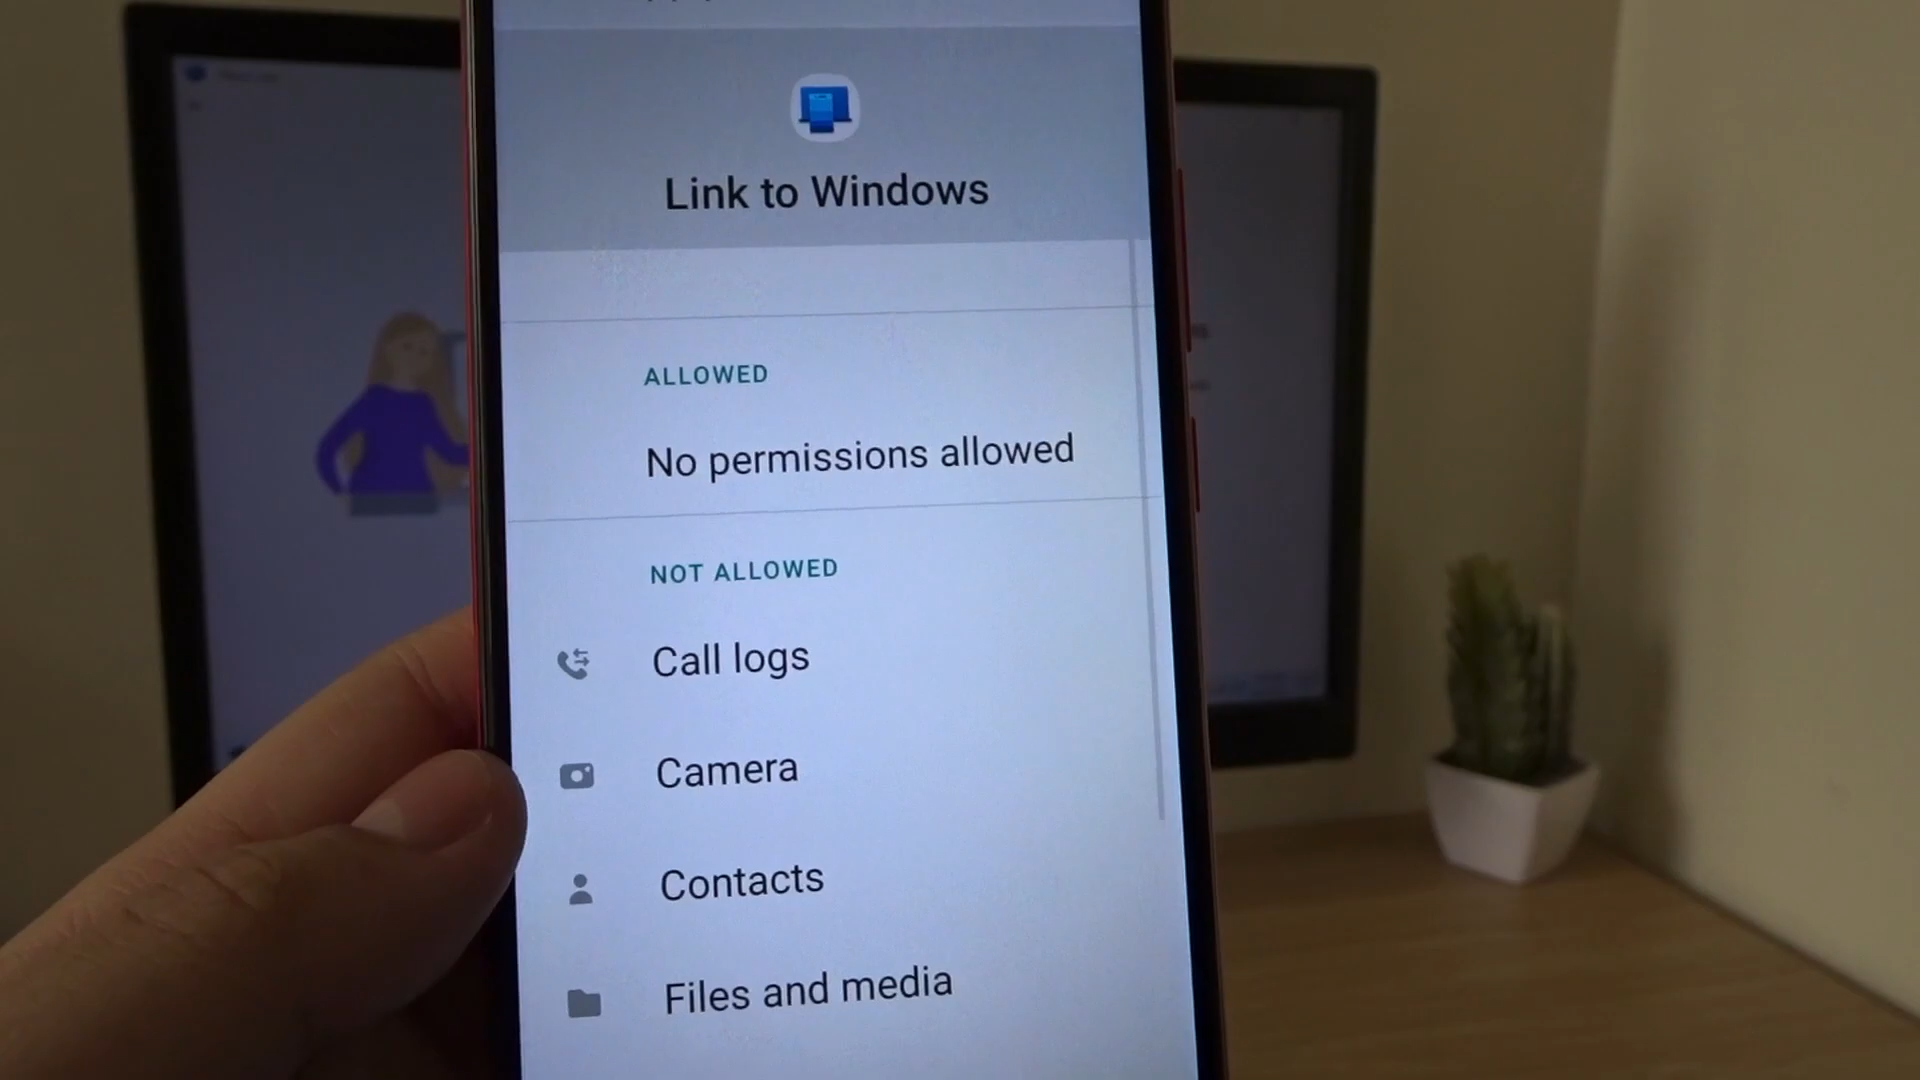 Link to Windows
ALLOWED
No permissions allowed
NOT ALLOWED
Call logs
Camera
Contacts
Files and media